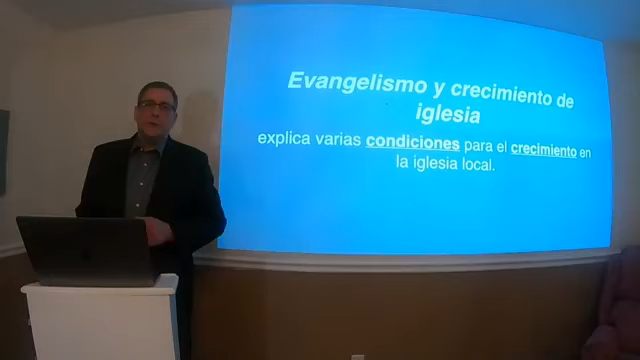 Evangelismo y crecimiento de
iglesia
explica varias condiciones para el crecimiento en
la iglesia local.